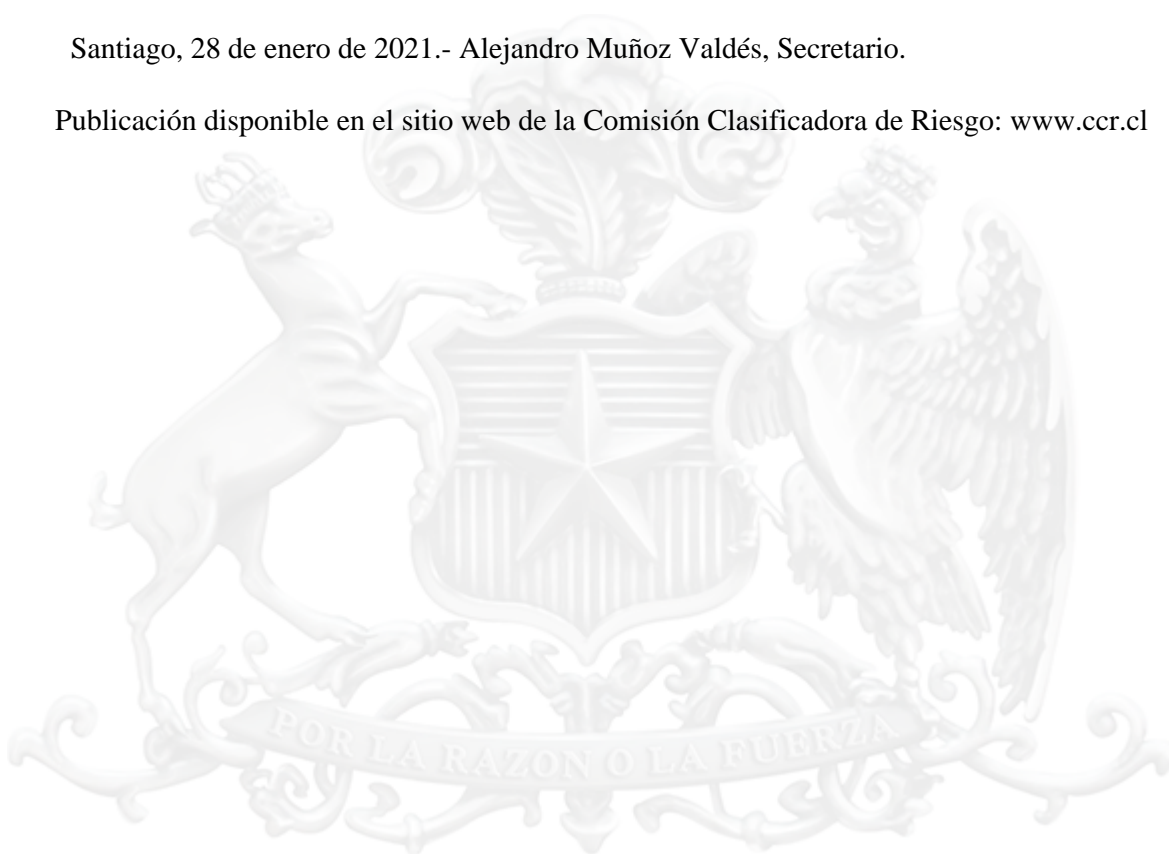 Santiago, 28 de enero de 2021.- Alejandro Muñoz Valdés, Secretario.
Publicación disponible en el sitio web de la Comisión Clasificadora de Riesgo: www.ccr.cl
POR LA RAZON O LA FUERZA